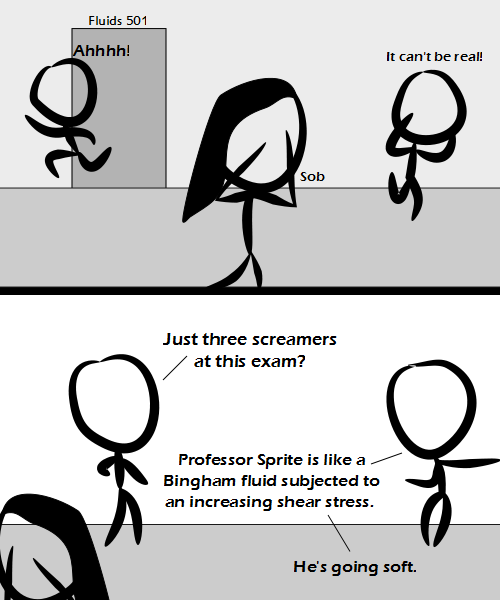 Fluids 501
Ahhhh!
It can't be real!
Sob
Just three screamers
at this exam?
Professor Sprite is like a
Bingham fluid subjected to
an increasing shear stress.
He's going soft.